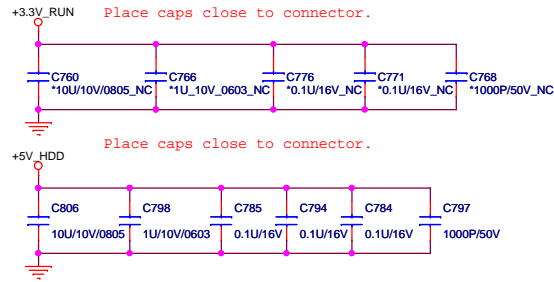 +3.3V_RUN
Place caps close to connector.
C760 C766 C776 C771 C768
*10U/10V/0805_NC *1U_10V_0603_NC *0.1U/16V_NC *0.1U/16V_NC *1000P/50V_NC
Place caps close to connector.
+5V_HDD
C806 C798 C785 C794 C784 C797
10U/10V/0805 1U/10V/0603 0.1U/16V 0.1U/16V 0.1U/16V 1000P/50V